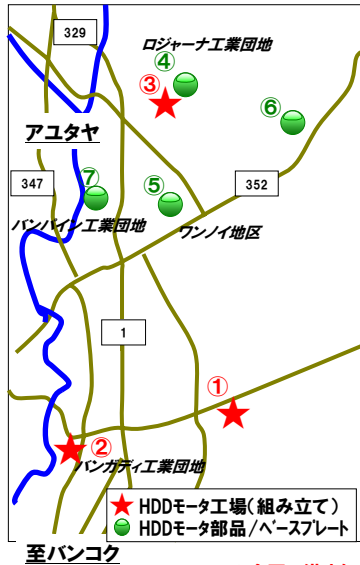 329
ロジャーナ工業団地
④
③
⑥
アユタヤ
347
⑦
⑤
352
バンパイン工業団地
ワンノイ地区
1
①
②
バンカディ工業団地
HDDモータ工場(組み立て)
HDDモータ部品/ベースプレート
至バンコク